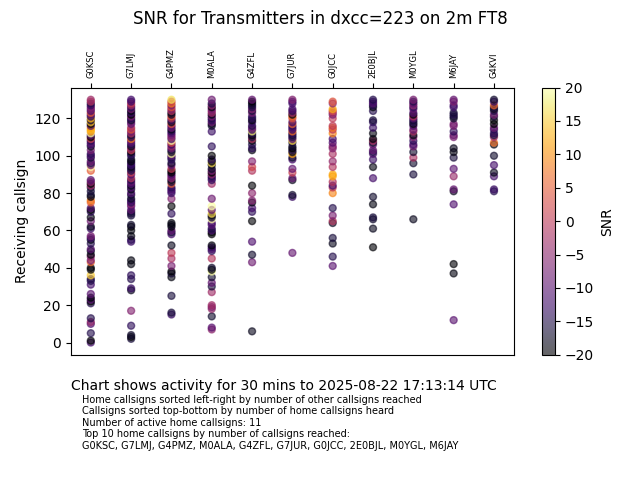 SNR for Transmitters in dxcc=223 on 2m FT8
G0KSC G7LMJ G4PMZ M0ALA G4ZFL G7JUR G0JCC 2E0BJL M0YGL M6JAY G4KVI
Receiving callsign
120
100
80
60
40
20
0
20
15
10
5
0
−5
−10
−15
−20
SNR
Chart shows activity for 30 mins to 2025-08-22 17:13:14 UTC
Home callsigns sorted left-right by number of other callsigns reached
Callsigns sorted top-bottom by number of home callsigns heard
Number of active home callsigns: 11
Top 10 home callsigns by number of callsigns reached:
G0KSC, G7LMJ, G4PMZ, M0ALA, G4ZFL, G7JUR, G0JCC, 2E0BJL, M0YGL, M6JAY